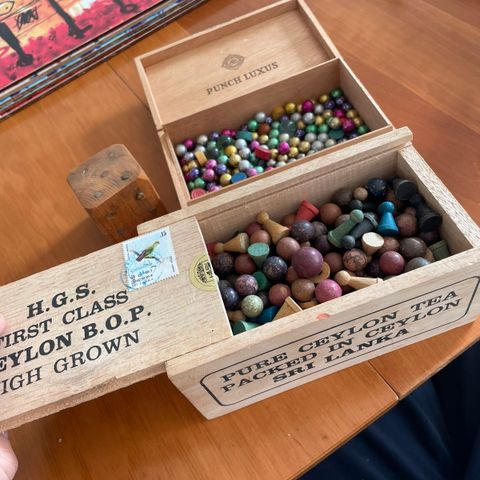 PUNCH LUXUS
H.G.S.
FIRST CLASS
CEYLON B.O.P.
HIGH GROWN
PURE CEYLON TEA
PACKED IN CEYLON
SRI LANKA